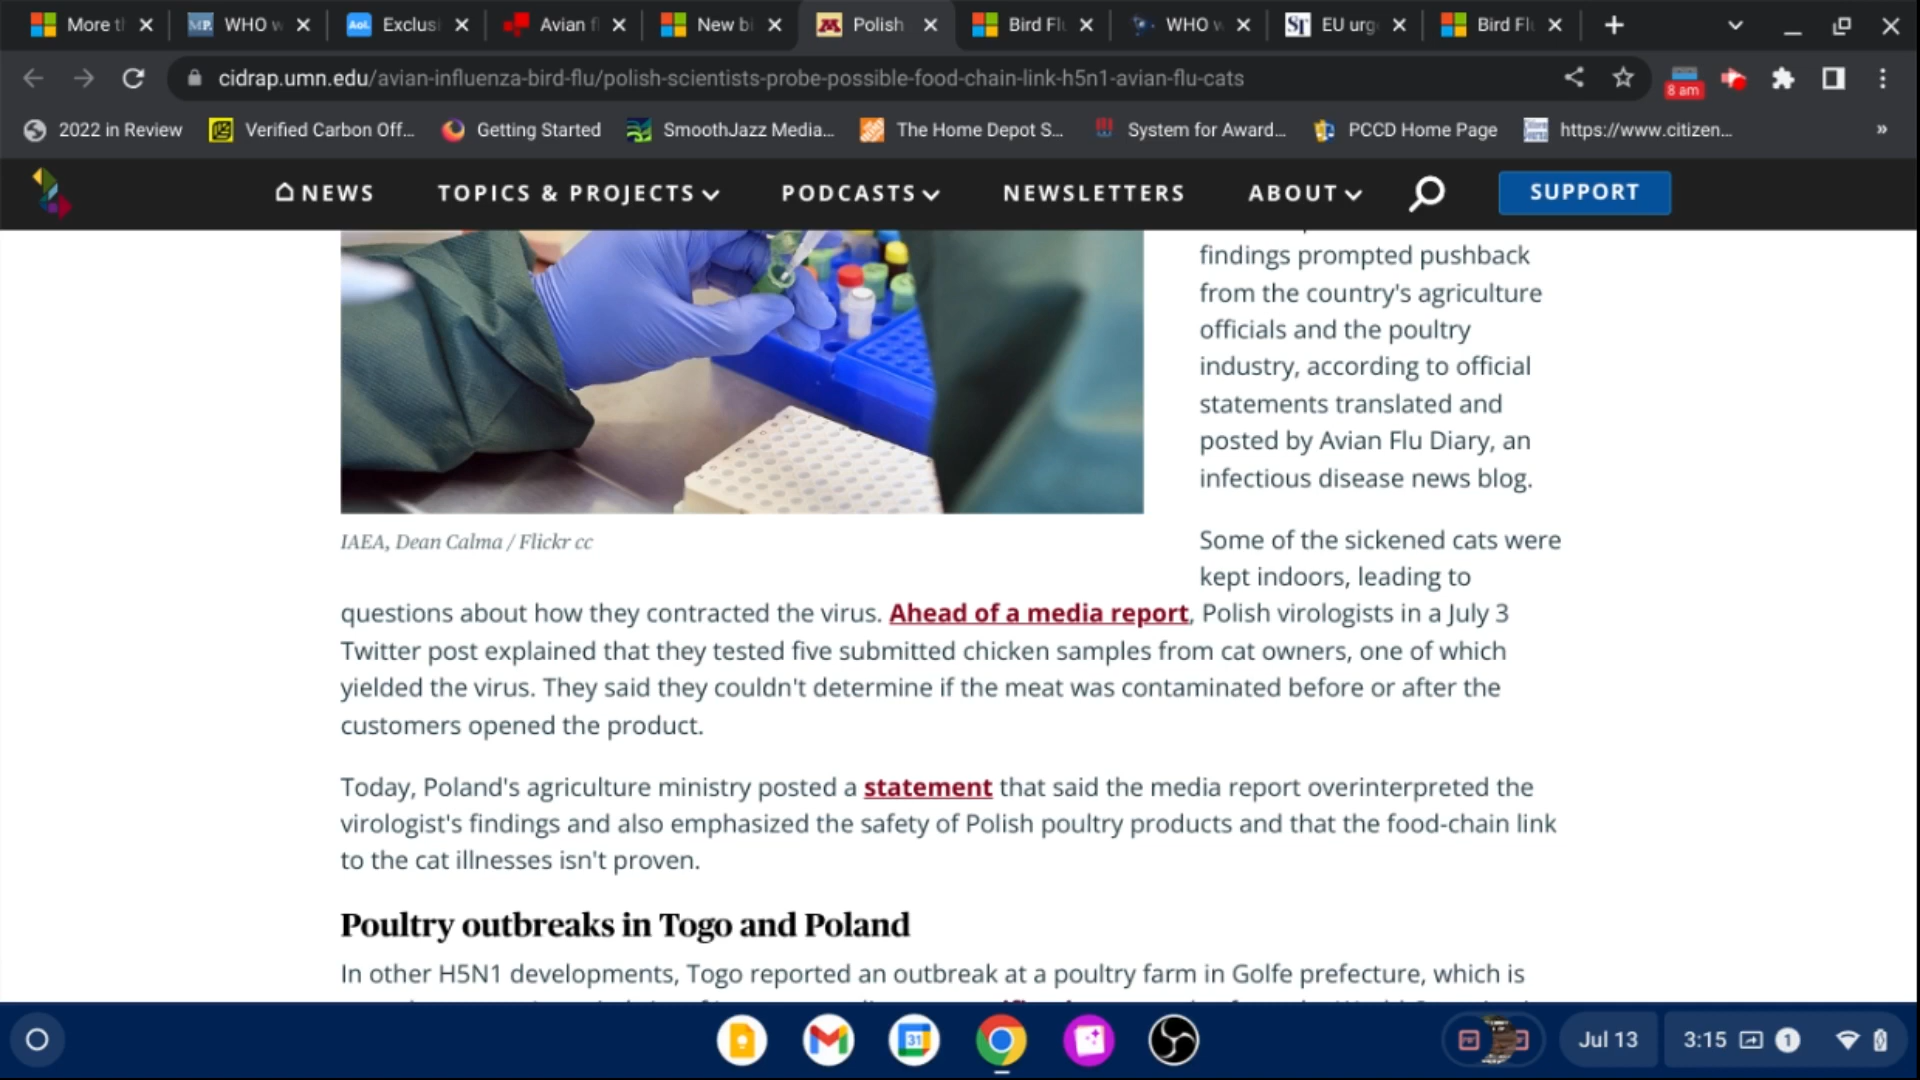 More t
WHO w
Exclusi
Avian f
New bi
Polish
Bird Flu
WHO w
EU urg
Bird Flu
cidrap.umn.edu/avian-influenza-bird-flu/polish-scientists-probe-possible-food-chain-link-h5n1-avian-flu-cats
8 am
2022 in Review
Verified Carbon Off...
Getting Started
SmoothJazz Media...
The Home Depot S...
System for Award...
PCCD Home Page
https://www.citizen...
»
NEWS
TOPICS & PROJECTS
PODCASTS
NEWSLETTERS
ABOUT
SUPPORT
findings prompted pushback
from the country's agriculture
officials and the poultry
industry, according to official
statements translated and
posted by Avian Flu Diary, an
infectious disease news blog.
IAEA, Dean Calma / Flickr cc
Some of the sickened cats were
kept indoors, leading to
questions about how they contracted the virus. Ahead of a media report, Polish virologists in a July 3
Twitter post explained that they tested five submitted chicken samples from cat owners, one of which
yielded the virus. They said they couldn't determine if the meat was contaminated before or after the
customers opened the product.
Today, Poland's agriculture ministry posted a statement that said the media report overinterpreted the
virologist's findings and also emphasized the safety of Polish poultry products and that the food-chain link
to the cat illnesses isn't proven.
Poultry outbreaks in Togo and Poland
In other H5N1 developments, Togo reported an outbreak at a poultry farm in Golfe prefecture, which is
31
Jul 13
3:15
1